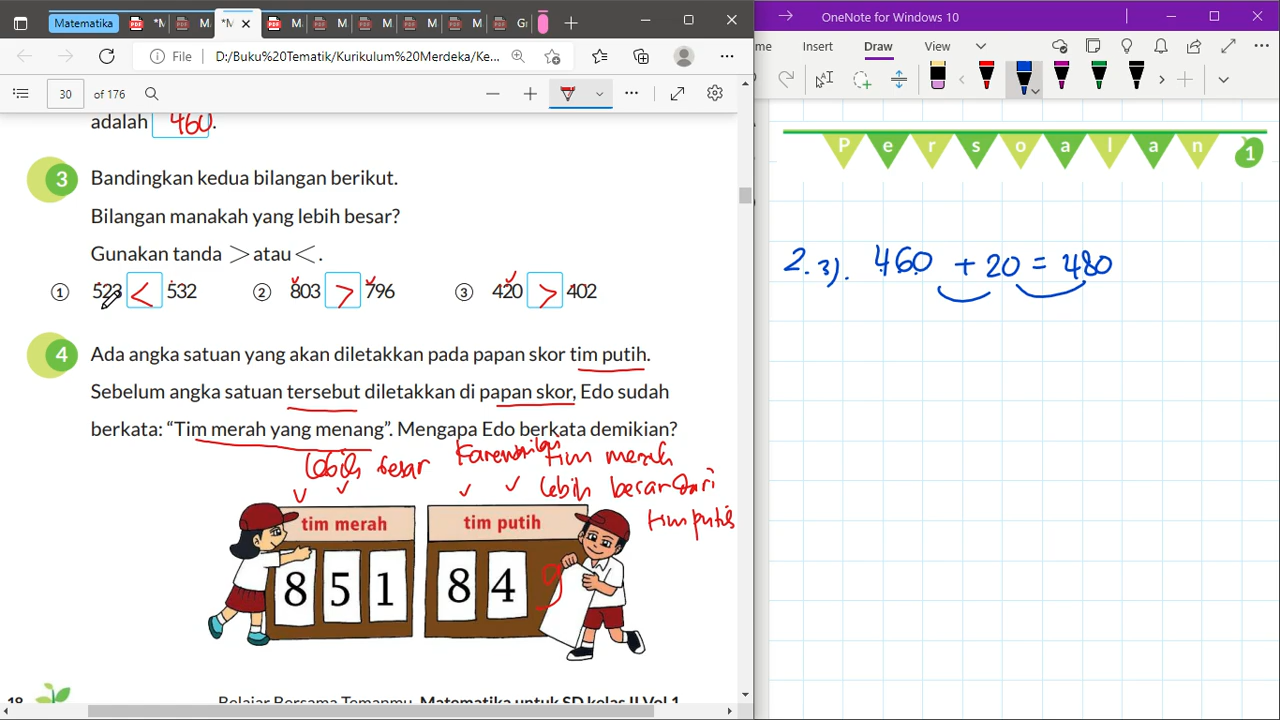 Matematika
*M
M
*M
M
M
M
M
M
Gr
File
D:/Buku%20Tematik/Kurikulum%20Merdeka/Ke...
30 of 176
adalah 460.
3 Bandingkan kedua bilangan berikut.
Bilangan manakah yang lebih besar?
Gunakan tanda > atau <.
1 523 < 532 2 803 > 796 3 420 > 402
4 Ada angka satuan yang akan diletakkan pada papan skor tim putih.
Sebelum angka satuan tersebut diletakkan di papan skor, Edo sudah
berkata: “Tim merah yang menang”. Mengapa Edo berkata demikian?
lebih besar
tim merah
lebih besar dari
tim putih
tim merah tim putih
8 5 1 8 4 9
18 Belajar Bersama Temanmu Matematika untuk SD kelas II Vol 1
OneNote for Windows 10
me Insert Draw View
Persoalan 1
2. 3). 460 + 20 = 480